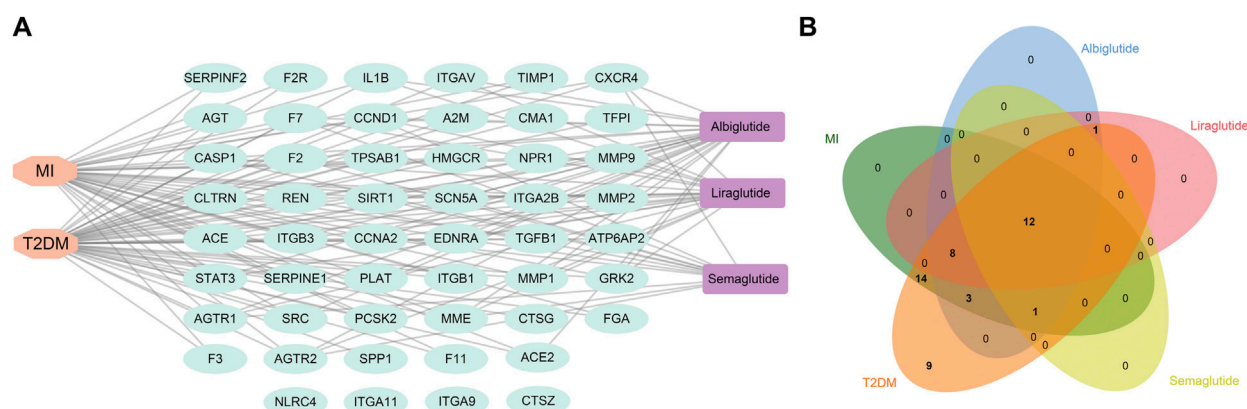 A
B
SERPINF2 F2R IL1B ITGAV TIMP1 CXCR4
AGT F7 CCND1 A2M CMA1 TFPI
CASP1 F2 TPSAB1 HMGCR NPR1 MMP9
CLTRN REN SIRT1 SCN5A ITGA2B MMP2
ACE ITGB3 CCNA2 EDNRA TGFB1 ATP6AP2
STAT3 SERPINE1 PLAT ITGB1 MMP1 GRK2
AGTR1 SRC PCSK2 MME CTSG FGA
F3 AGTR2 SPP1 F11 ACE2
NLRC4 ITGA11 ITGA9 CTSZ
MI
T2DM
Albiglutide
Liraglutide
Semaglutide
Albiglutide
0
0
0
1
Liraglutide
MI
0
0
0
0
0
0
0
0
0
0
0
0
12
0
0
0
8
0
14
3
0
0
1
0
0
0
9
0
T2DM
Semaglutide